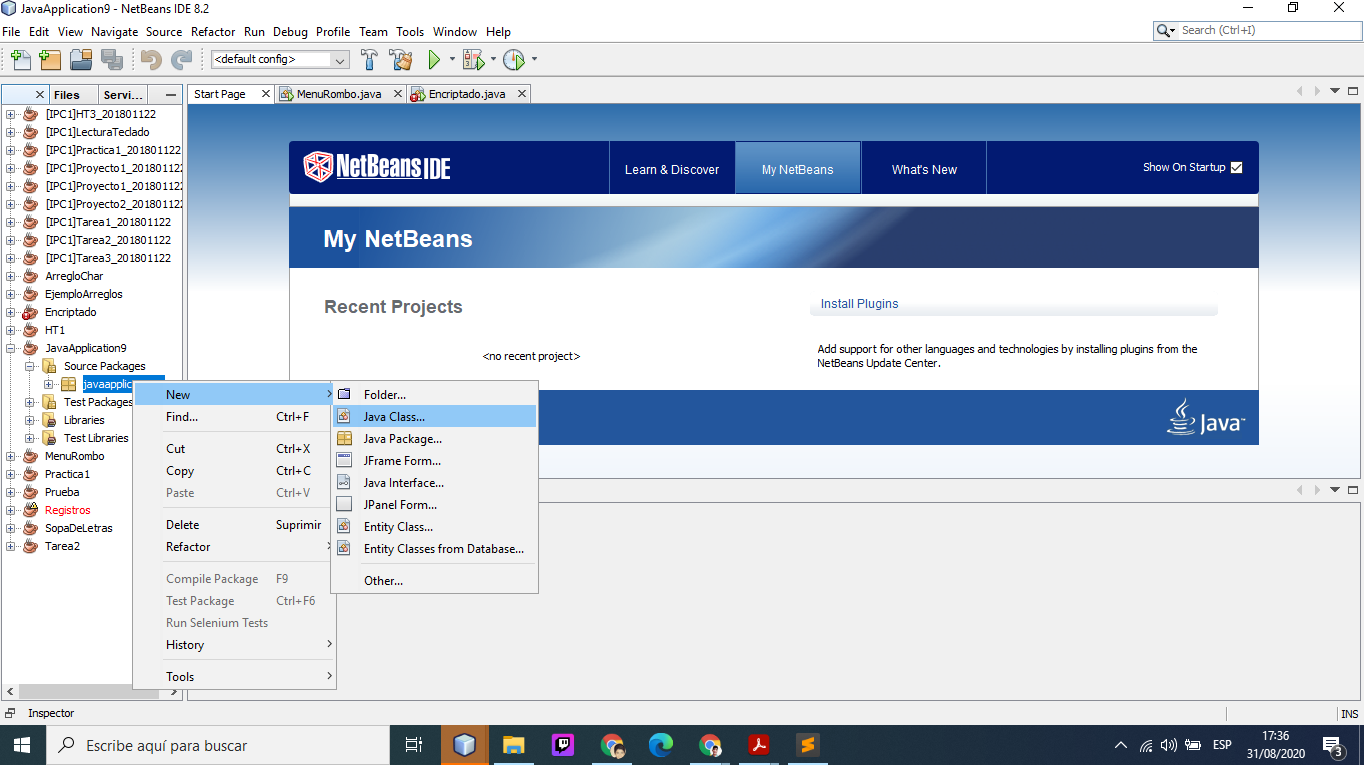 JavaApplication9 - NetBeans IDE 8.2
File Edit View Navigate Source Refactor Run Debug Profile Team Tools Window Help
Search (Ctrl+I)
<default config>
Files
Servi...
Start Page
MenuRombo.java
Encriptado.java
[IPC1]HT3_201801122
[IPC1]LecturaTeclado
[IPC1]Practica1_201801122
[IPC1]Proyecto1_20180112
[IPC1]Proyecto1_20180112
[IPC1]Proyecto2_20180112
[IPC1]Tarea1_201801122
[IPC1]Tarea2_201801122
[IPC1]Tarea3_201801122
ArregloChar
EjemploArreglos
Encriptado
HT1
JavaApplication9
Source Packages
javaapplic
Test Packages
Libraries
Test Libraries
MenuRombo
Practica1
Prueba
Registros
SopaDeLetras
Tarea2
NetBeans IDE
Learn & Discover
My NetBeans
What's New
Show On Startup
My NetBeans
Recent Projects
<no recent project>
Install Plugins
Add support for other languages and technologies by installing plugins from the
NetBeans Update Center.
Java
New
Find... Ctrl+F
Cut Ctrl+X
Copy Ctrl+C
Paste Ctrl+V
Delete Suprimir
Refactor
Compile Package F9
Test Package Ctrl+F6
Run Selenium Tests
History
Tools
Folder...
Java Class...
Java Package...
JFrame Form...
Java Interface...
JPanel Form...
Entity Class...
Entity Classes from Database...
Other...
Inspector
INS
Escribe aquí para buscar
ESP
17:36
31/08/2020
3